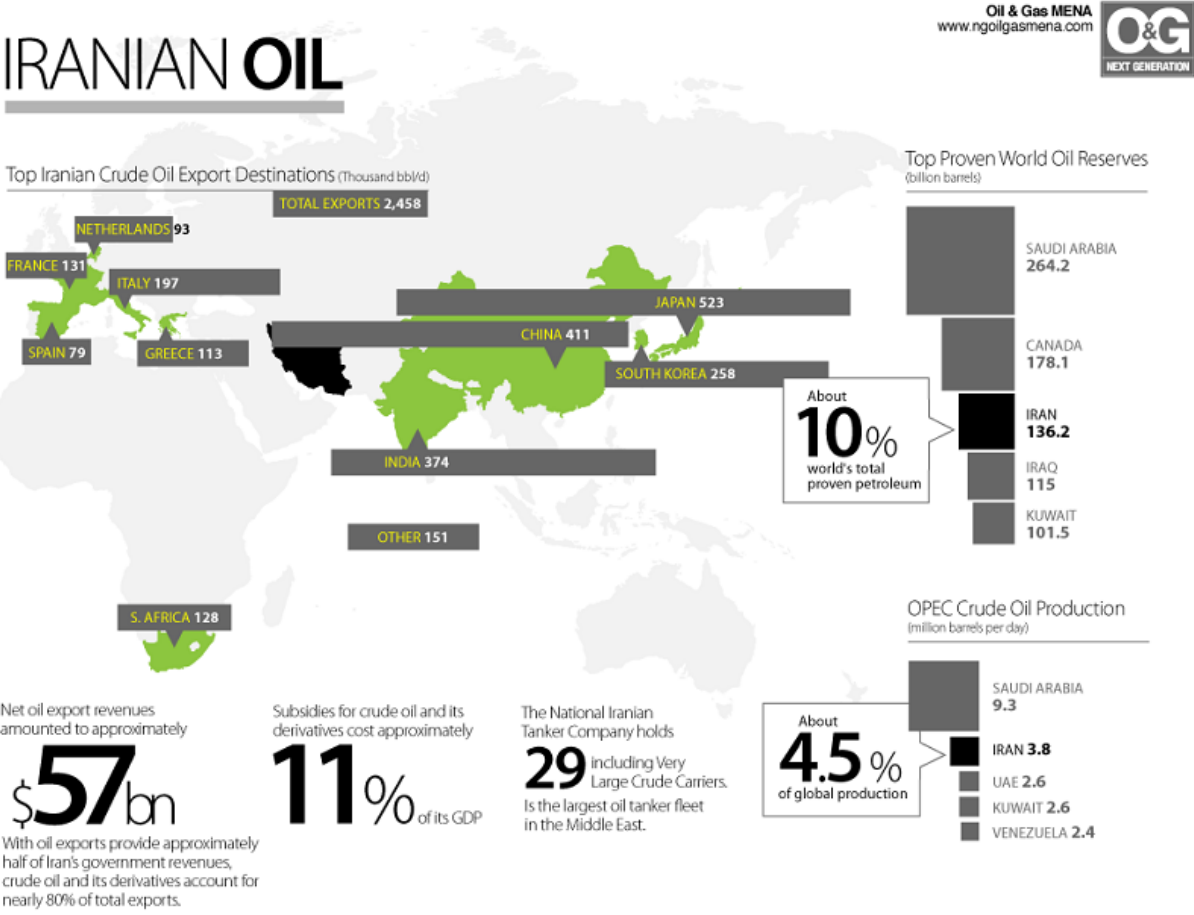 Oil & Gas MENA
www.ngoilgasmena.com
O&G
NEXT GENERATION
IRANIAN OIL
Top Iranian Crude Oil Export Destinations (Thousand bbl/d)
TOTAL EXPORTS 2,458
NETHERLANDS 93
FRANCE 131
ITALY 197
JAPAN 523
CHINA 411
SPAIN 79
GREECE 113
SOUTH KOREA 258
INDIA 374
OTHER 151
S. AFRICA 128
Top Proven World Oil Reserves
(billion barrels)
SAUDI ARABIA
264.2
CANADA
178.1
IRAN
136.2
IRAQ
115
KUWAIT
101.5
About
10%
world's total
proven petroleum
OPEC Crude Oil Production
(million barrels per day)
SAUDI ARABIA
9.3
IRAN 3.8
UAE 2.6
KUWAIT 2.6
VENEZUELA 2.4
About
4.5%
of global production
Net oil export revenues
amounted to approximately
$57bn
With oil exports provide approximately
half of Iran's government revenues,
crude oil and its derivatives account for
nearly 80% of total exports.
Subsidies for crude oil and its
derivatives cost approximately
11% of its GDP
The National Iranian
Tanker Company holds
29 including Very
Large Crude Carriers.
Is the largest oil tanker fleet
in the Middle East.